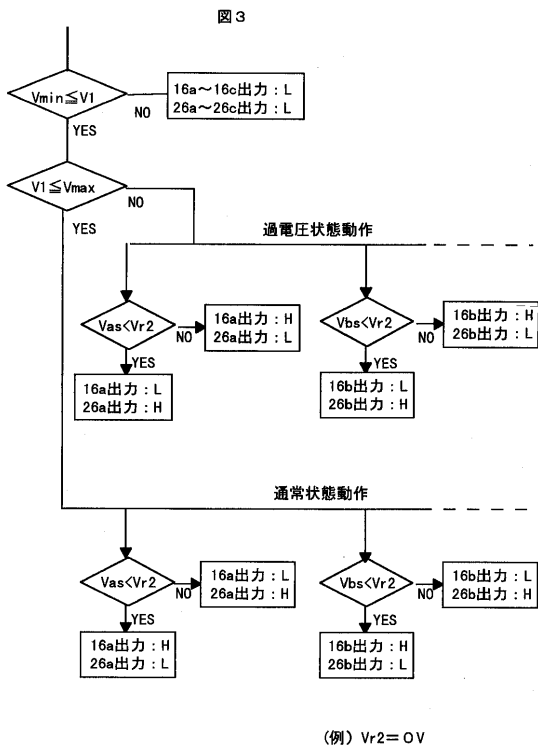 図3
Vmin≦V1
NO
16a～16c出力：L
26a～26c出力：L
YES
V1≦Vmax
NO
YES
過電圧状態動作
Vas<Vr2
NO
16a出力：H
26a出力：L
YES
16a出力：L
26a出力：H
Vbs<Vr2
NO
16b出力：H
26b出力：L
YES
16b出力：L
26b出力：H
通常状態動作
Vas<Vr2
NO
16a出力：L
26a出力：H
YES
16a出力：H
26a出力：L
Vbs<Vr2
NO
16b出力：L
26b出力：H
YES
16b出力：H
26b出力：L
(例) Vr2＝0V